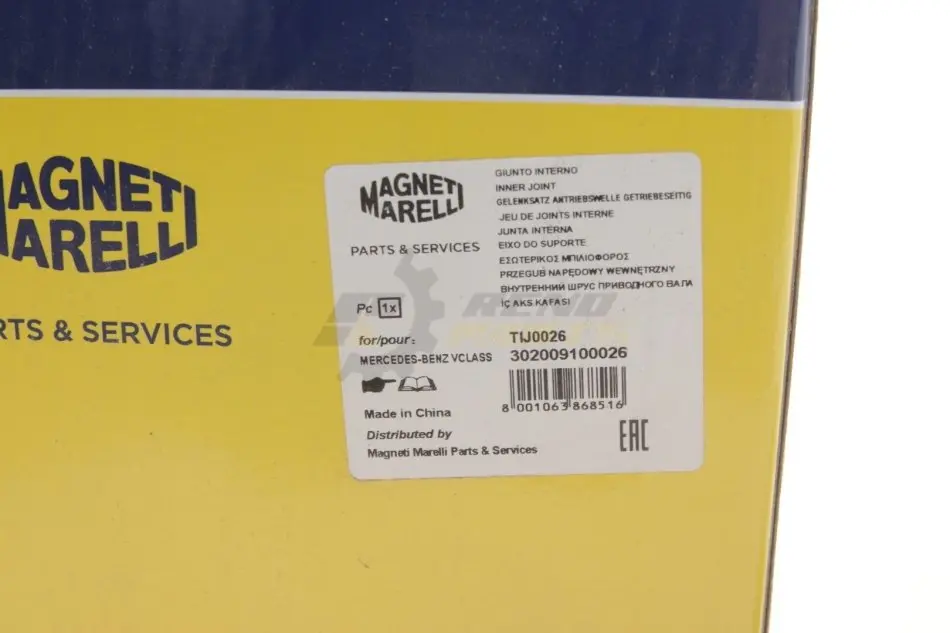 AGNETI
ARELLI
RTS & SERVICES
MAGNETI
MARELLI
PARTS & SERVICES
Pc 1x
for/pour:
MERCEDES-BENZ VCLASS
Made in China
Distributed by
Magneti Marelli Parts & Services
GIUNTO INTERNO
INNER JOINT
GELENKSATZ ANTRIEBSWELLE GETRIEBESEITIG
JEU DE JOINTS INTERNE
JUNTA INTERNA
EIXO DO SUPORTE
ΕΣΩΤΕΡΙΚΟΣ ΜΠΙΛΙΟΦΟΡΟΣ
PRZEGUB NAPĘDOWY WEWNĘTRZNY
ВНУТРЕННИЙ ШРУС ПРИВОДНОГО ВАЛА
İÇ AKS KAFASI
TIJ0026
302009100026
8 001063 868516
EAC